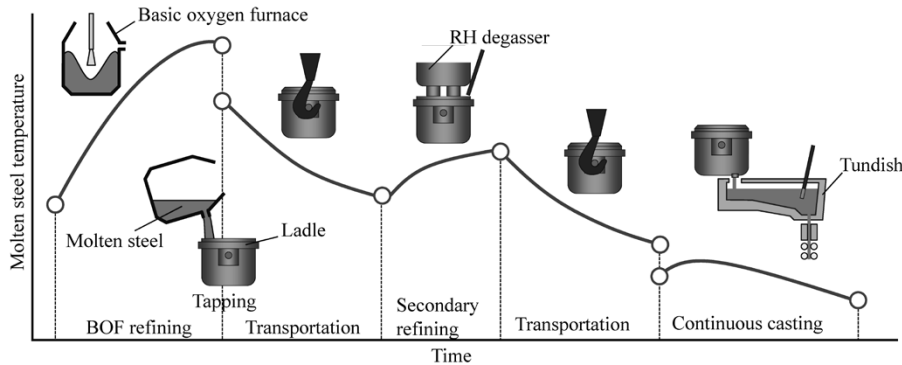 Basic oxygen furnace
RH degasser
Tundish
Molten steel
Ladle
Tapping
BOF refining
Transportation
Secondary
refining
Transportation
Continuous casting
Molten steel temperature
Time